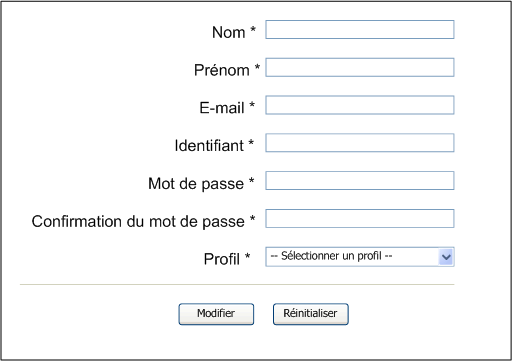 Nom *
Prénom *
E-mail *
Identifiant *
Mot de passe *
Confirmation du mot de passe *
Profil * -- Sélectionner un profil --
Modifier Réinitialiser